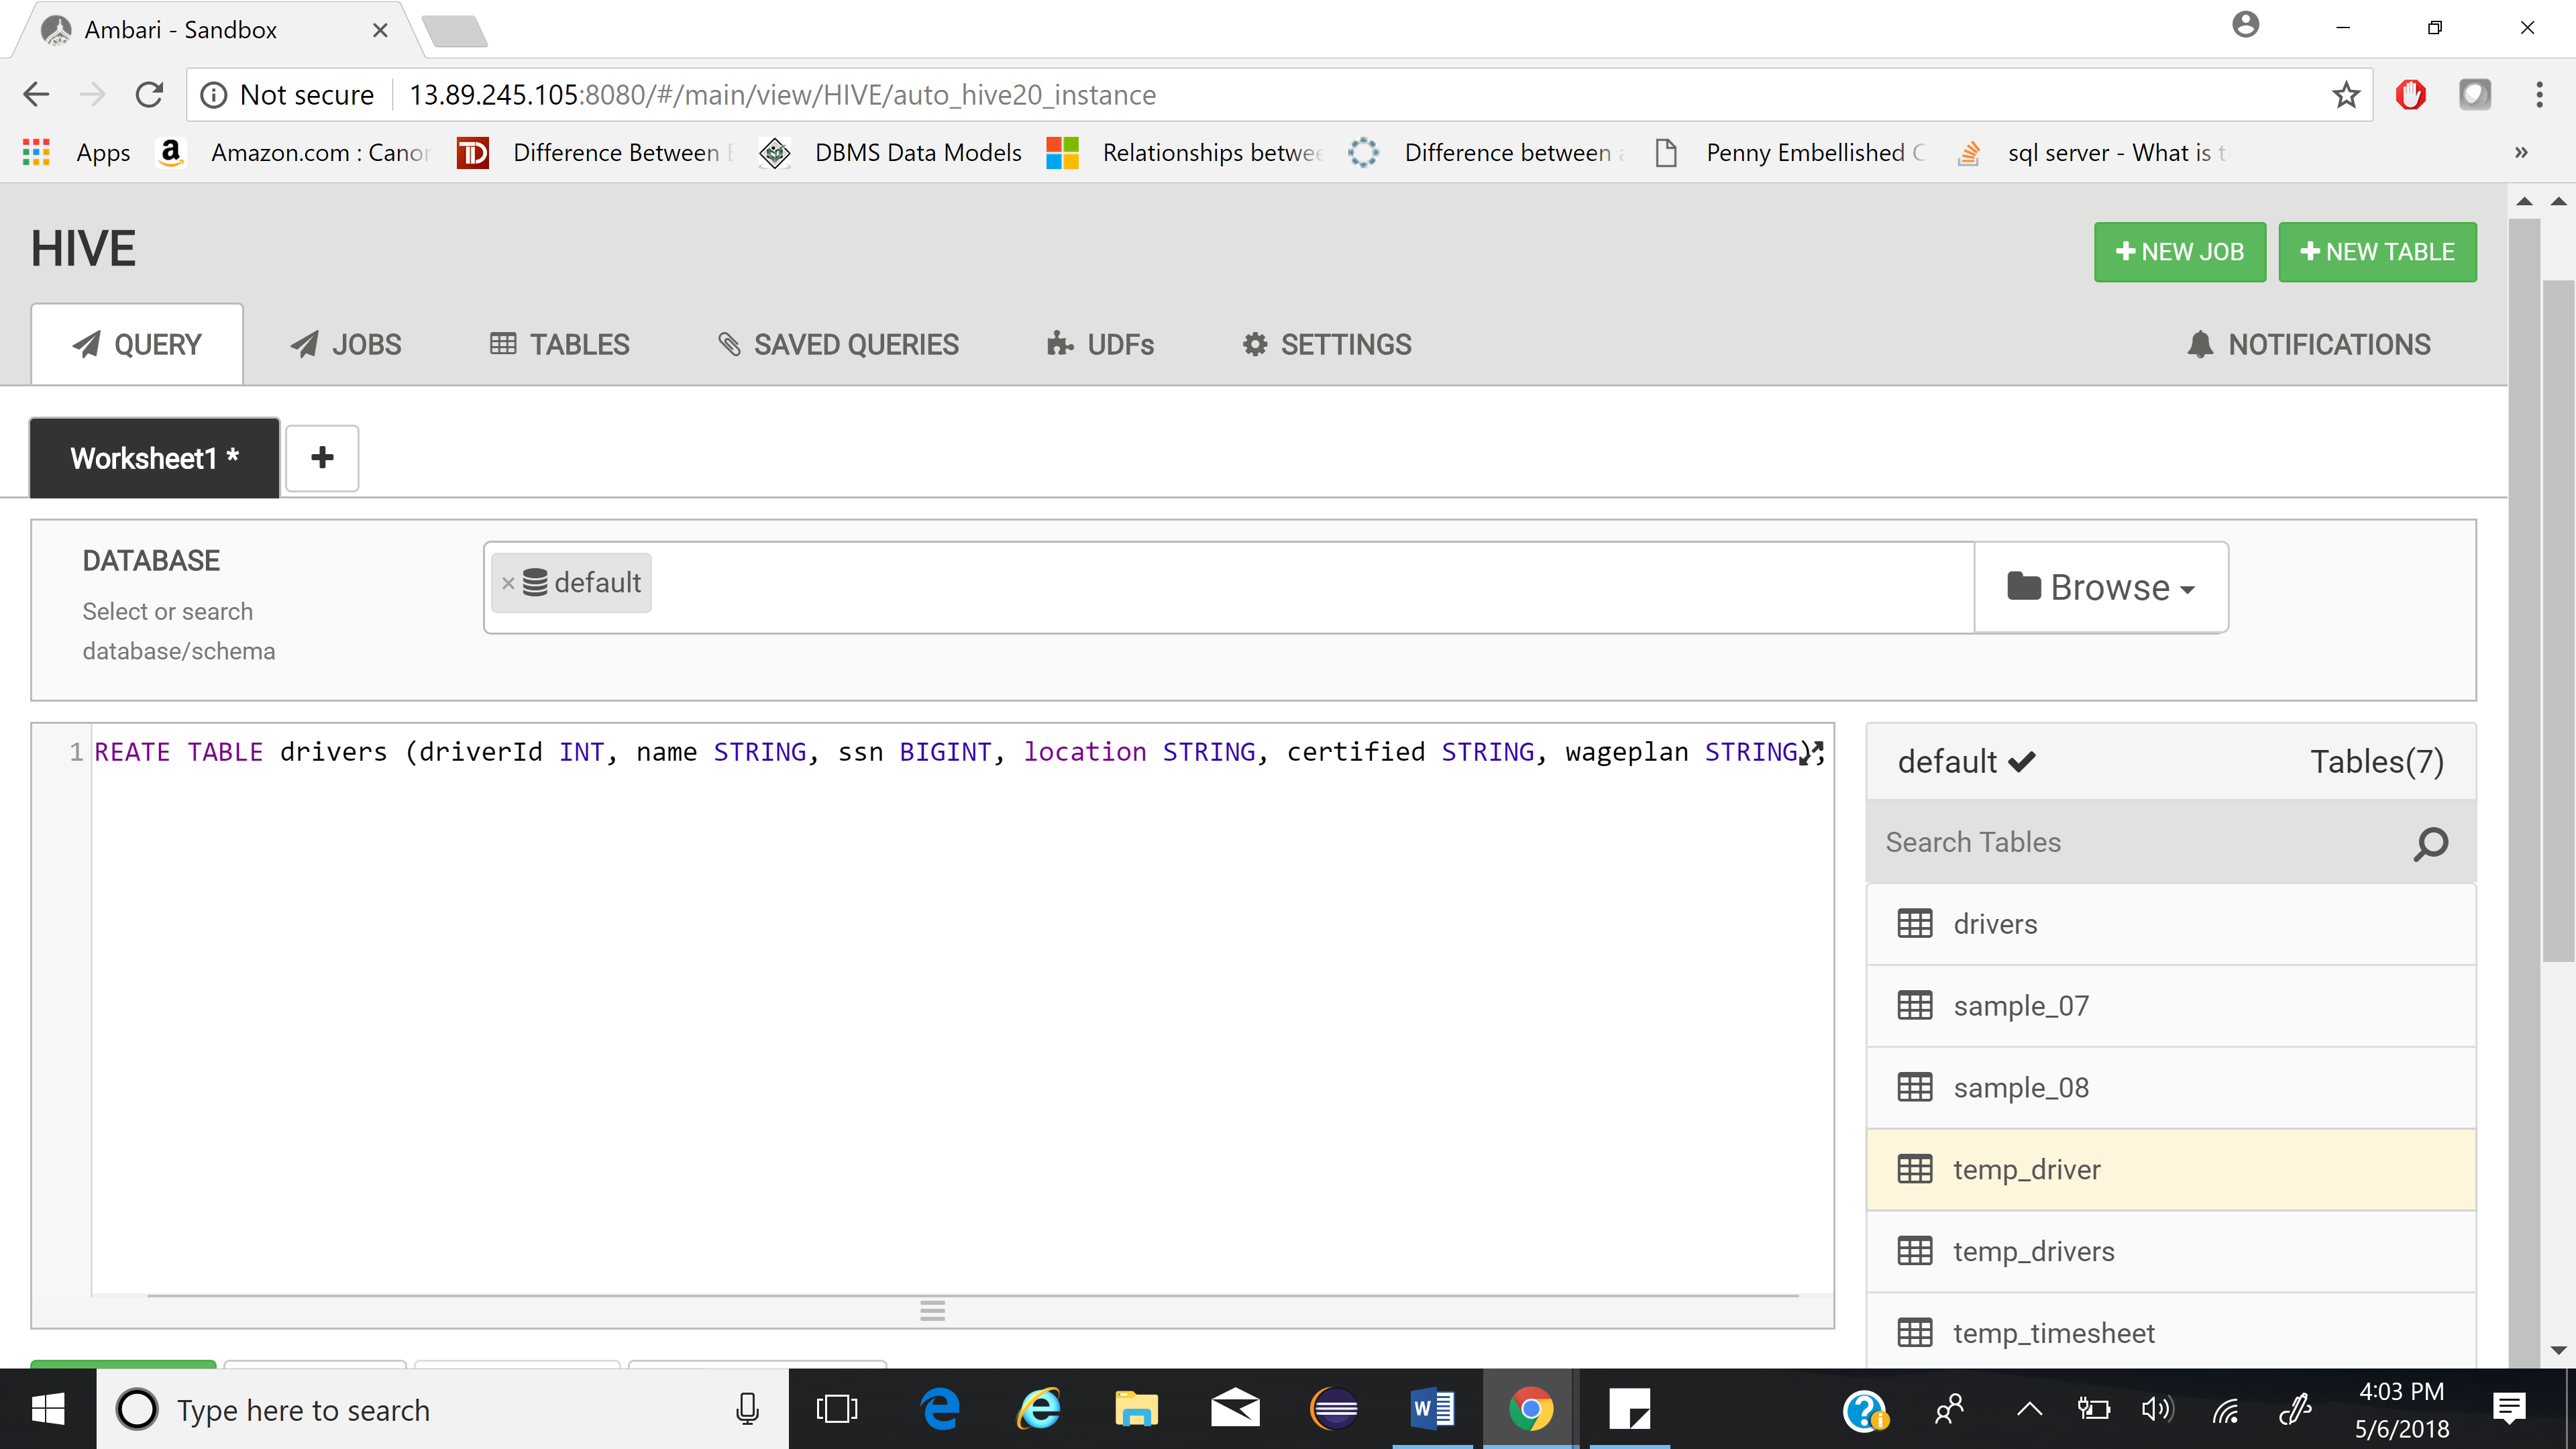 Ambari - Sandbox
Not secure 13.89.245.105:8080/#/main/view/HIVE/auto_hive20_instance
Apps Amazon.com : Canon Difference Between DBMS Data Models Relationships betwee Difference between Penny Embellished sql server - What is t »
HIVE
NEW JOB NEW TABLE
QUERY JOBS TABLES SAVED QUERIES UDFs SETTINGS NOTIFICATIONS
Worksheet1 *
DATABASE
× default
Browse
Select or search
database/schema
1 REATE TABLE drivers (driverId INT, name STRING, ssn BIGINT, location STRING, certified STRING, wageplan STRING);
default Tables(7)
Search Tables
drivers
sample_07
sample_08
temp_driver
temp_drivers
temp_timesheet
Type here to search
4:03 PM
5/6/2018